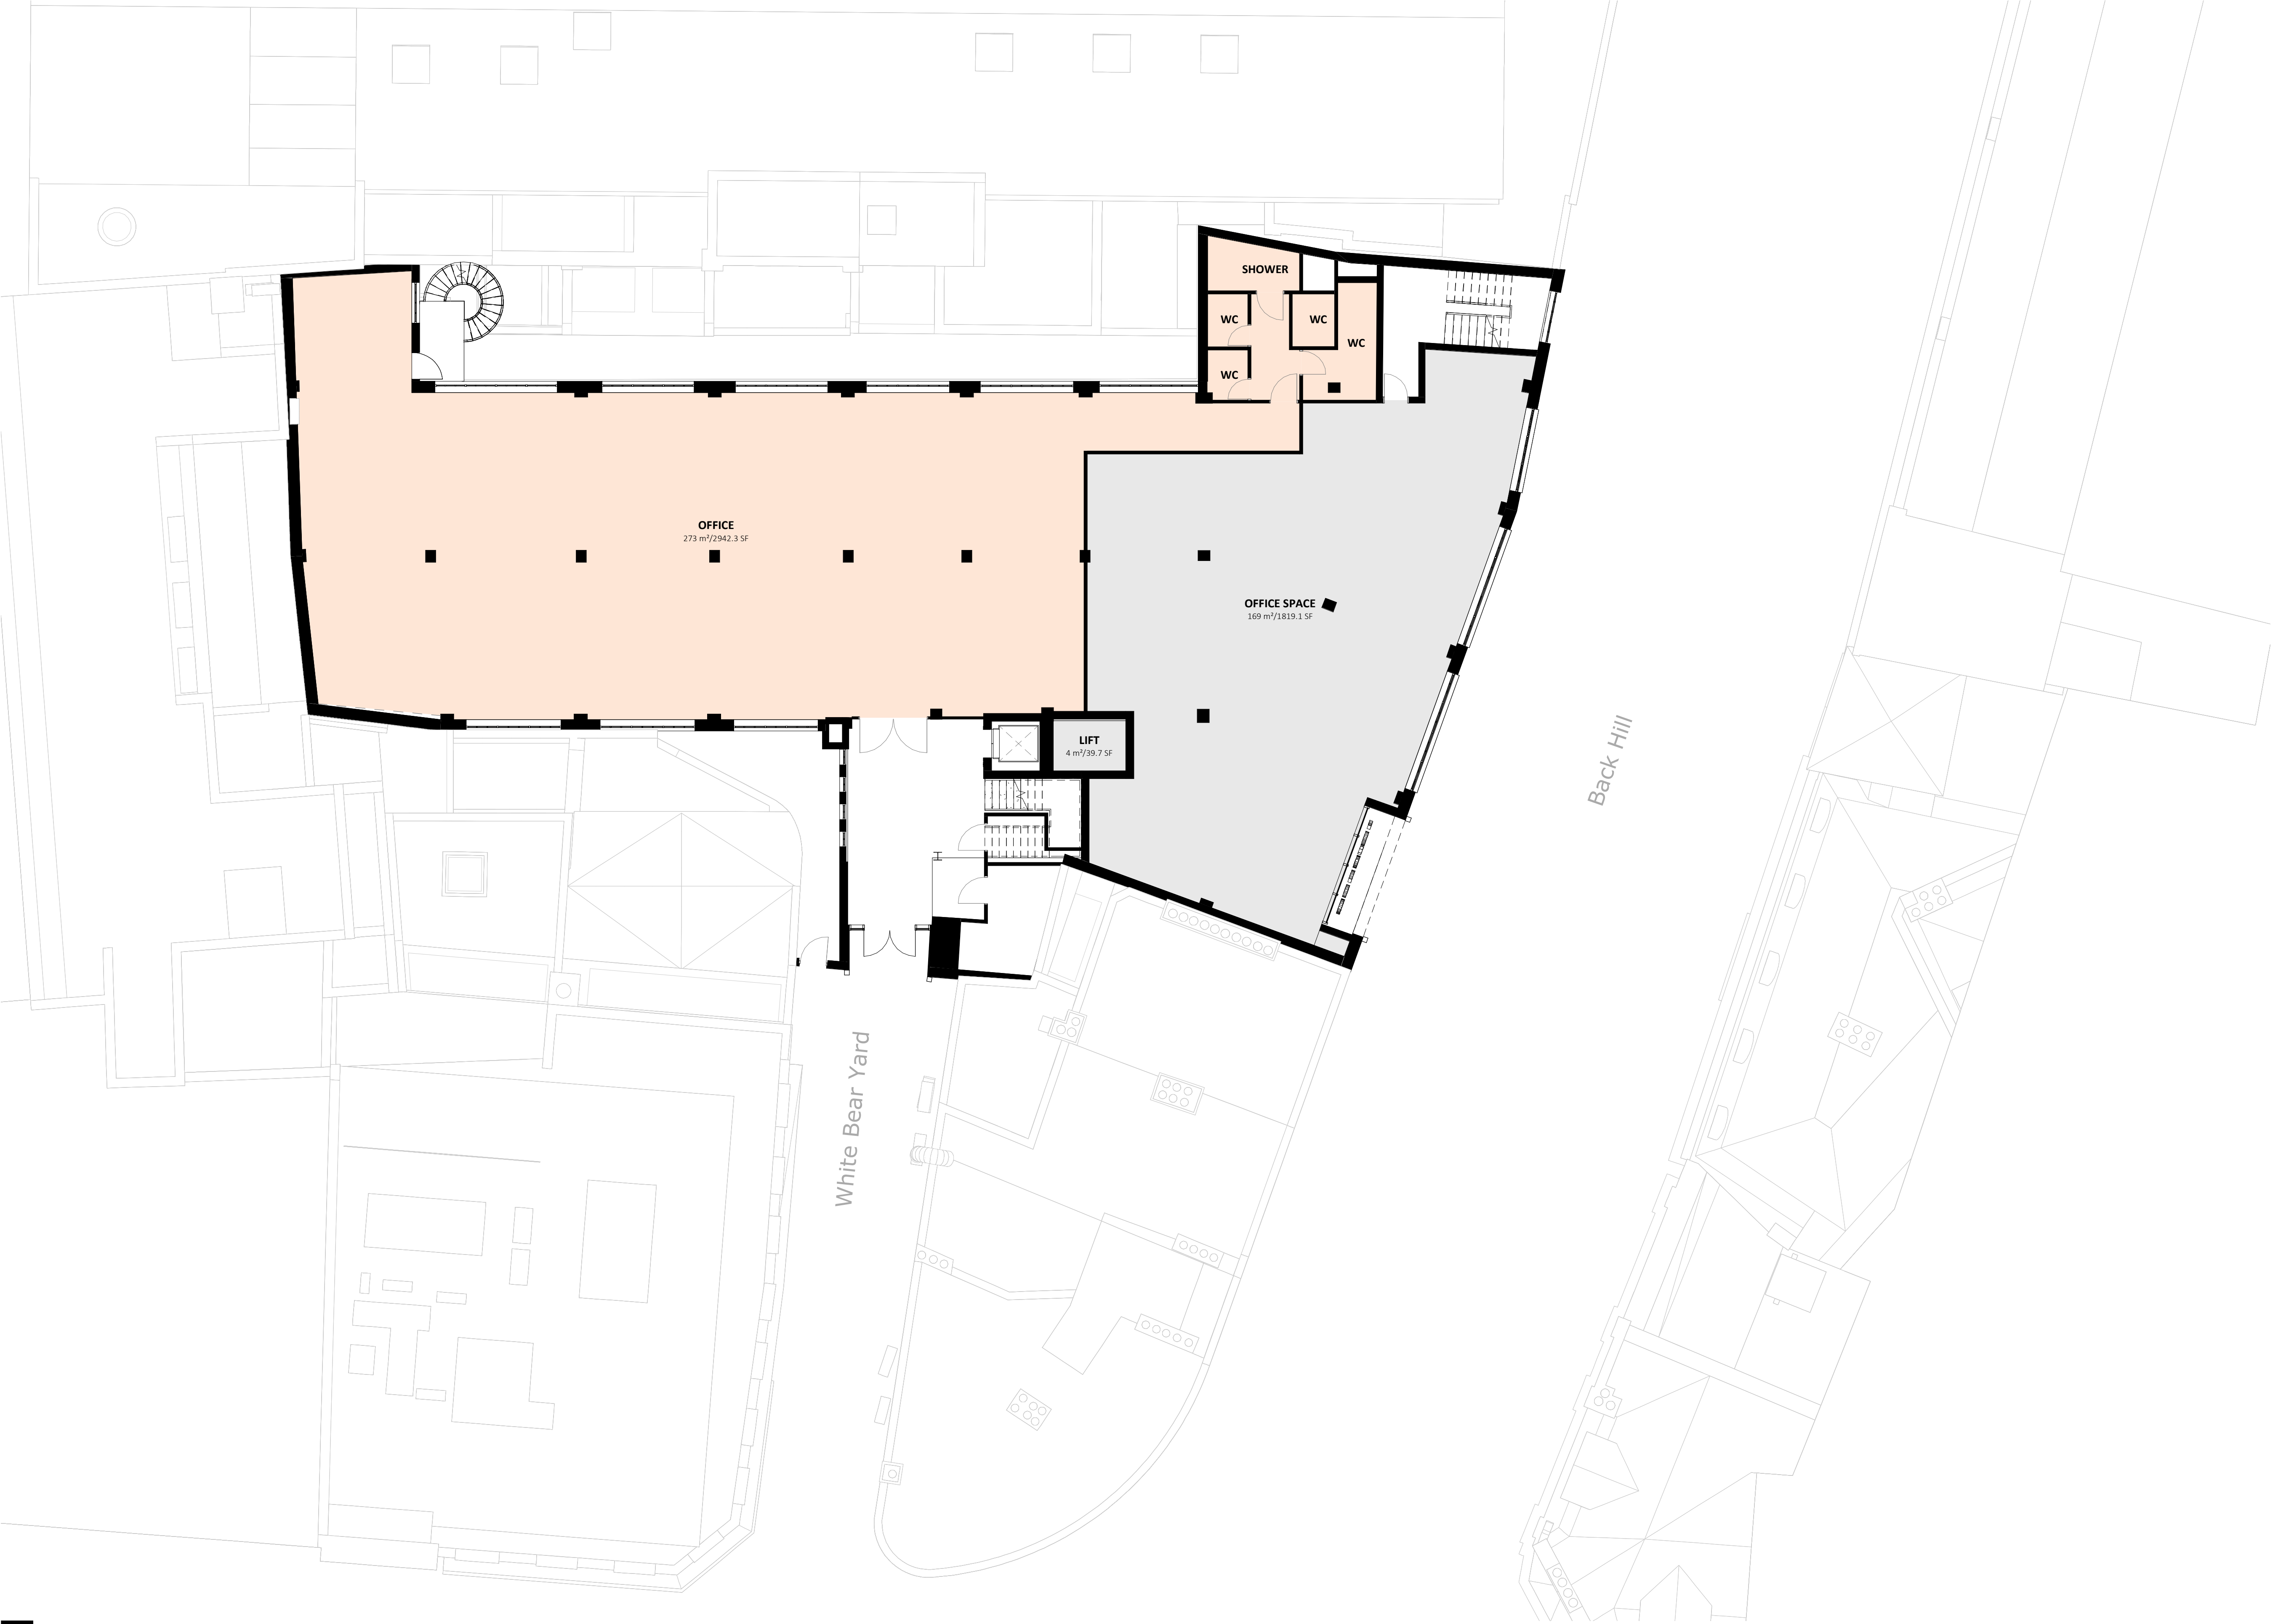 SHOWER
WC
WC
WC
WC
OFFICE
273 m²/2942.3 SF
OFFICE SPACE
169 m²/1819.1 SF
LIFT
4 m²/39.7 SF
Back Hill
White Bear Yard